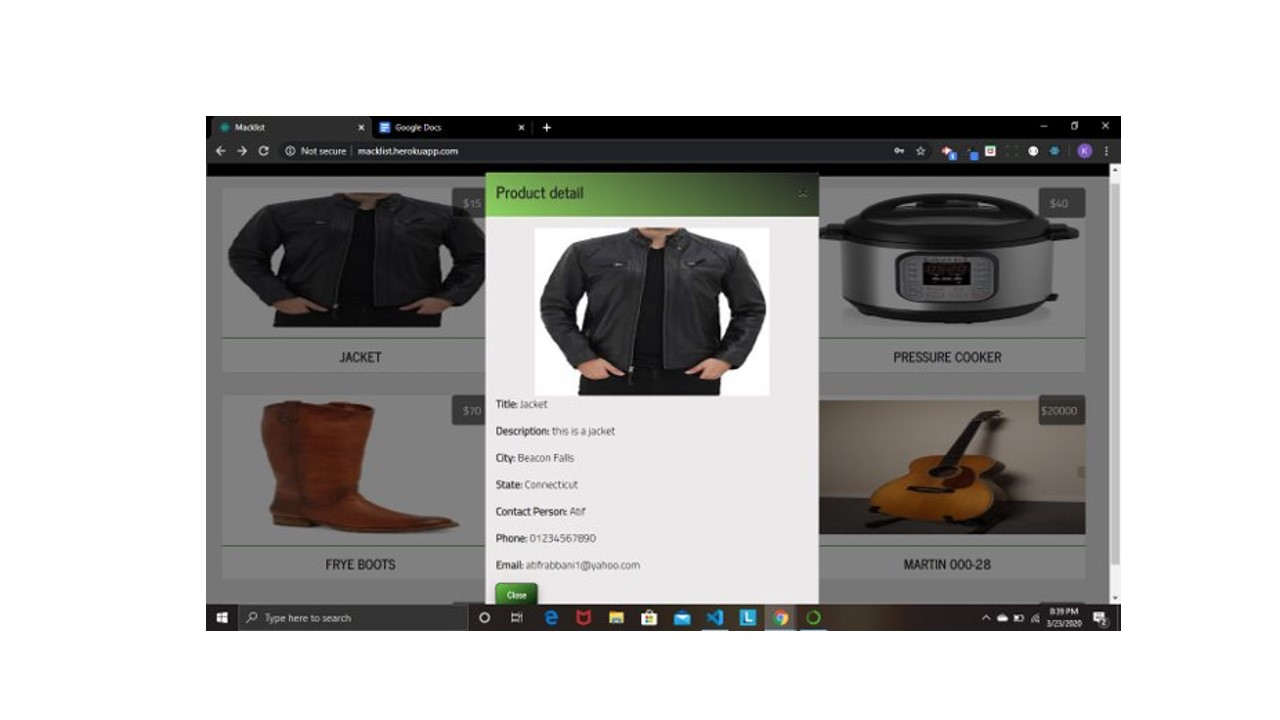 Macklist
Google Docs
Not secure | macklist.herokuapp.com
K
Product detail
$15
$40
JACKET
PRESSURE COOKER
Title: Jacket
Description: this is a jacket
City: Beacon Falls
State: Connecticut
Contact Person: Atif
Phone: 01234567890
Email: atifrabbani1@yahoo.com
Close
$70
$20000
FRYE BOOTS
MARTIN 000-28
Type here to search
8:39 PM
3/23/2020
2